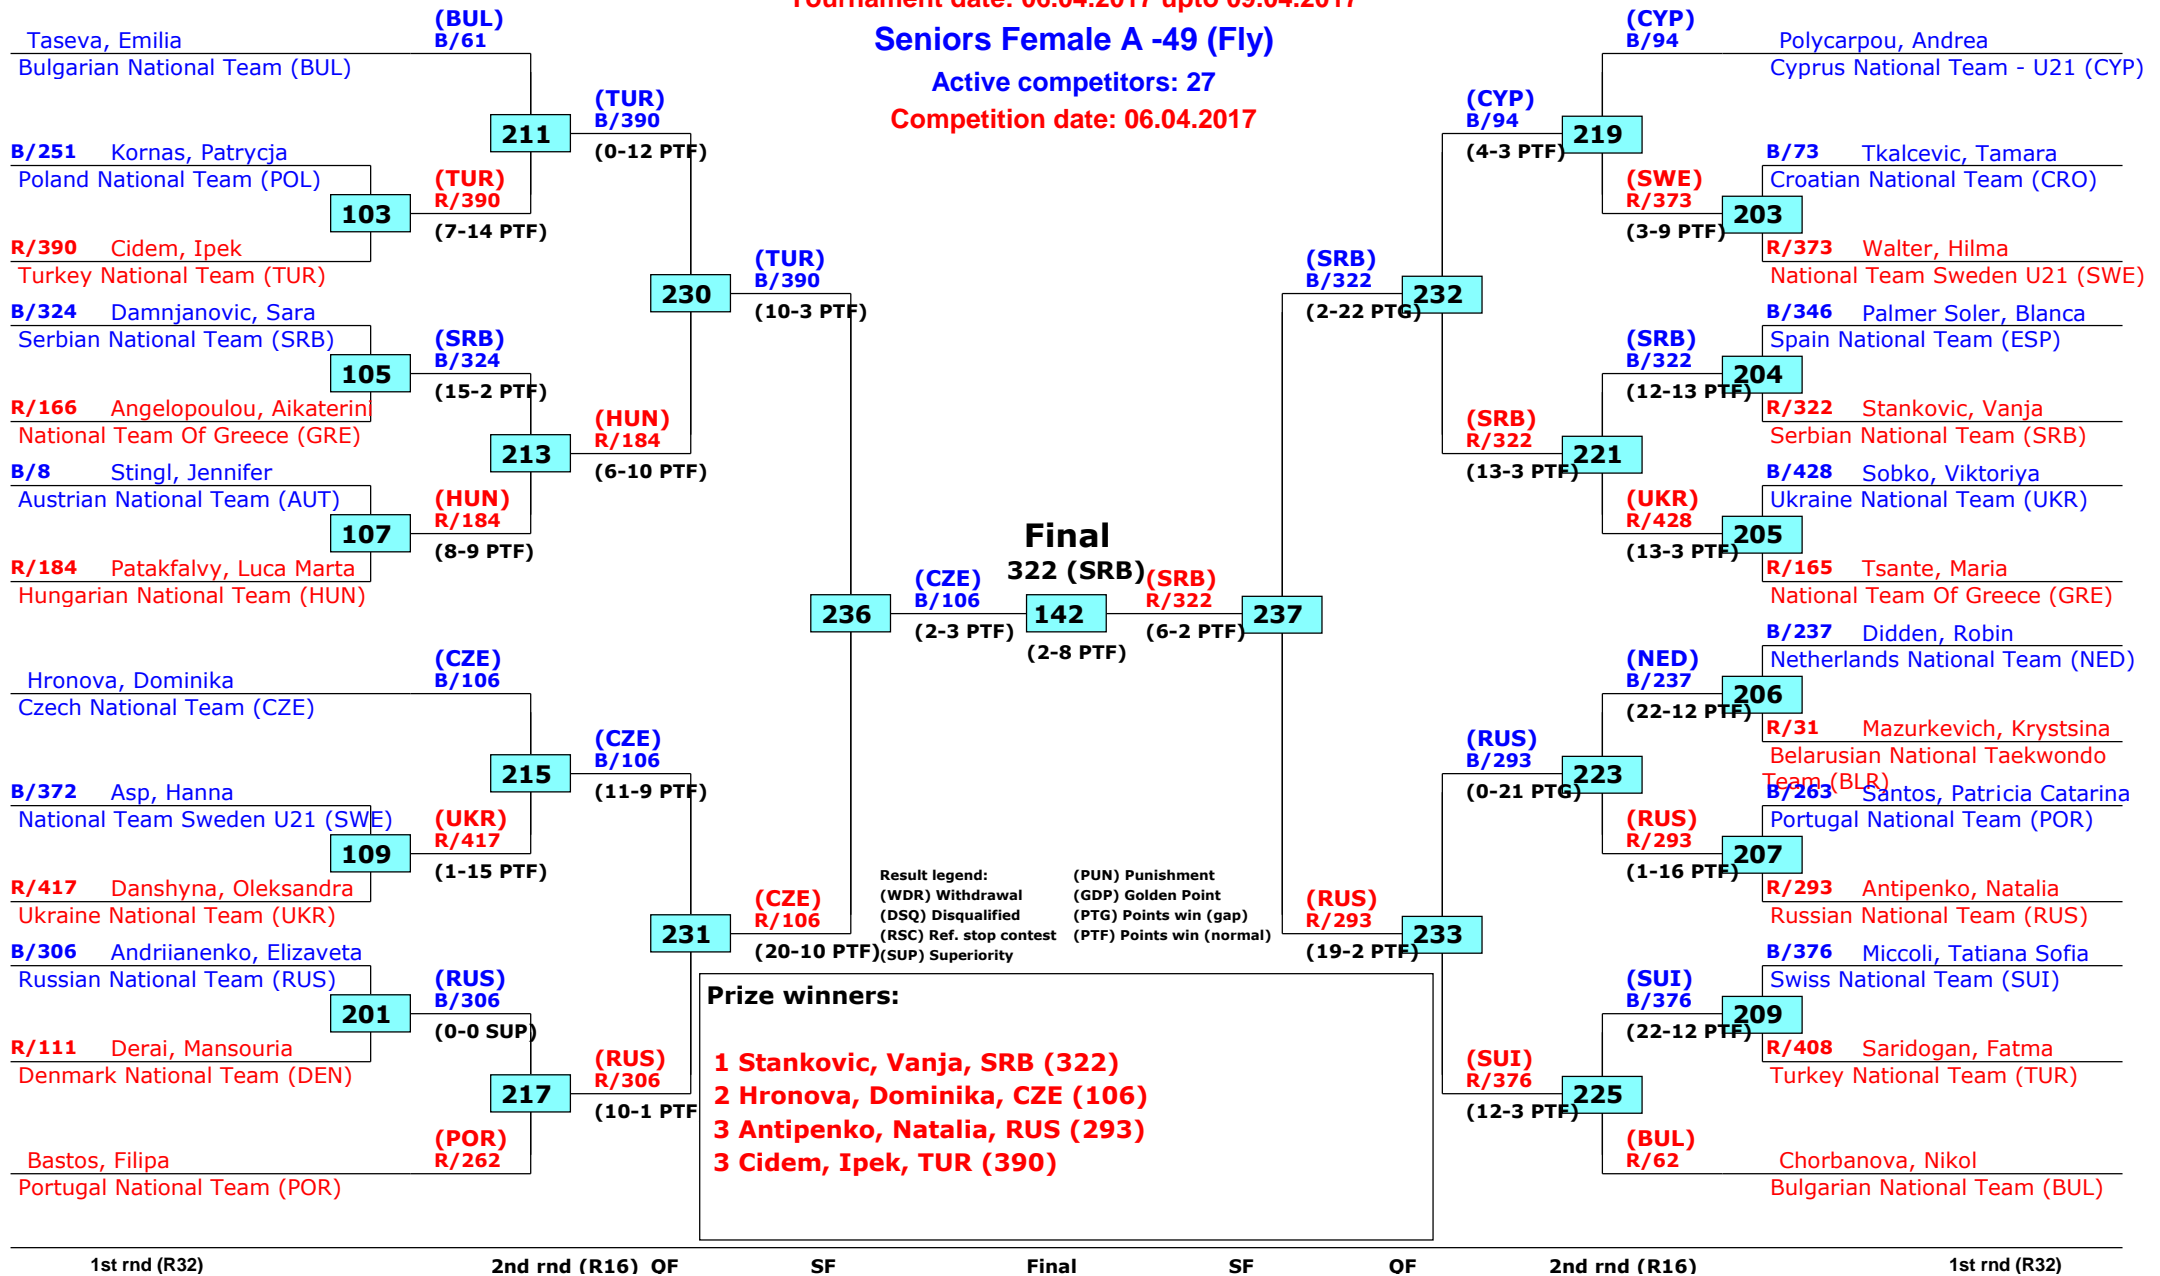 Tournament date: 06.04.2017 upto 09.04.2017
Seniors Female A -49 (Fly)
Active competitors: 27
Competition date: 06.04.2017
Taseva, Emilia
Bulgarian National Team (BUL)
(BUL)
B/61
B/251 Kornas, Patrycja
Poland National Team (POL)
103
R/390 Cidem, Ipek
Turkey National Team (TUR)
(TUR)
R/390
(7-14 PTF)
211
(TUR)
B/390
(0-12 PTF)
B/324 Damnjanovic, Sara
Serbian National Team (SRB)
105
R/166 Angelopoulou, Aikaterini
National Team Of Greece (GRE)
(SRB)
B/324
(15-2 PTF)
B/8 Stingl, Jennifer
Austrian National Team (AUT)
107
R/184 Patakfalvy, Luca Marta
Hungarian National Team (HUN)
(HUN)
R/184
(8-9 PTF)
213
(HUN)
R/184
(6-10 PTF)
230
(TUR)
B/390
(10-3 PTF)
Hronova, Dominika
Czech National Team (CZE)
(CZE)
B/106
B/372 Asp, Hanna
National Team Sweden U21 (SWE)
109
R/417 Danshyna, Oleksandra
Ukraine National Team (UKR)
(UKR)
R/417
(1-15 PTF)
215
(CZE)
B/106
(11-9 PTF)
B/306 Andriianenko, Elizaveta
Russian National Team (RUS)
201
R/111 Derai, Mansouria
Denmark National Team (DEN)
(RUS)
B/306
(0-0 SUP)
Bastos, Filipa
Portugal National Team (POR)
(POR)
R/262
217
(RUS)
R/306
(10-1 PTF
231
(CZE)
R/106
(20-10 PTF)
236
(CZE)
B/106
(2-3 PTF)
Final
322 (SRB)
142
(2-8 PTF)
(SRB)
R/322
(6-2 PTF)
237
(SRB)
B/322
(2-22 PTG)
232
(CYP)
B/94
(4-3 PTF)
219
(CYP)
B/94
Polycarpou, Andrea
Cyprus National Team - U21 (CYP)
(SWE)
R/373
(3-9 PTF)
203
B/73 Tkalcevic, Tamara
Croatian National Team (CRO)
R/373 Walter, Hilma
National Team Sweden U21 (SWE)
(SRB)
R/322
(13-3 PTF)
221
(SRB)
B/322
(12-13 PTF)
204
B/346 Palmer Soler, Blanca
Spain National Team (ESP)
R/322 Stankovic, Vanja
Serbian National Team (SRB)
(UKR)
R/428
(13-3 PTF)
205
B/428 Sobko, Viktoriya
Ukraine National Team (UKR)
R/165 Tsante, Maria
National Team Of Greece (GRE)
(RUS)
R/293
(19-2 PTF)
233
(RUS)
B/293
(0-21 PTG)
223
(NED)
B/237
(22-12 PTF)
206
B/237 Didden, Robin
Netherlands National Team (NED)
R/31 Mazurkevich, Krystsina
Belarusian National Taekwondo
Team (BLR)
(RUS)
R/293
(1-16 PTF)
207
B/263 Santos, Patricia Catarina
Portugal National Team (POR)
R/293 Antipenko, Natalia
Russian National Team (RUS)
(SUI)
R/376
(12-3 PTF)
225
(SUI)
B/376
(22-12 PTF)
209
B/376 Miccoli, Tatiana Sofia
Swiss National Team (SUI)
R/408 Saridogan, Fatma
Turkey National Team (TUR)
(BUL)
R/62
Chorbanova, Nikol
Bulgarian National Team (BUL)
Result legend: (PUN) Punishment
(WDR) Withdrawal (GDP) Golden Point
(DSQ) Disqualified (PTG) Points win (gap)
(RSC) Ref. stop contest (PTF) Points win (normal)
(SUP) Superiority
Prize winners:
1 Stankovic, Vanja, SRB (322)
2 Hronova, Dominika, CZE (106)
3 Antipenko, Natalia, RUS (293)
3 Cidem, Ipek, TUR (390)
1st rnd (R32) 2nd rnd (R16) QF SF Final SF QF 2nd rnd (R16) 1st rnd (R32)